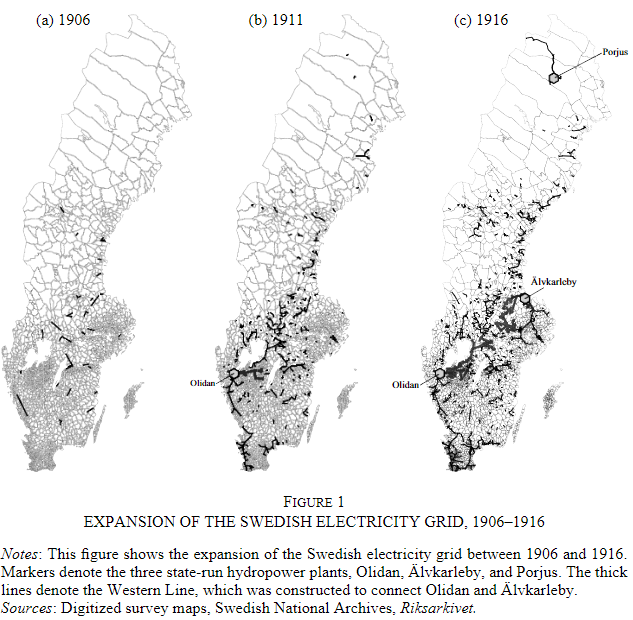 (a) 1906
(b) 1911
(c) 1916
Porjus
Älvkarleby
Olidan
Olidan
FIGURE 1
EXPANSION OF THE SWEDISH ELECTRICITY GRID, 1906–1916
Notes: This figure shows the expansion of the Swedish electricity grid between 1906 and 1916.
Markers denote the three state-run hydropower plants, Olidan, Älvkarleby, and Porjus. The thick
lines denote the Western Line, which was constructed to connect Olidan and Älvkarleby.
Sources: Digitized survey maps, Swedish National Archives, Riksarkivet.